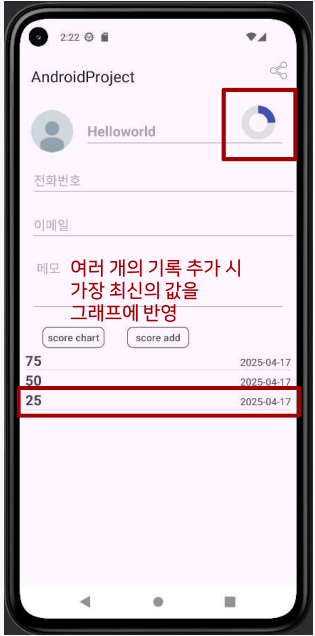 2:22
AndroidProject
Helloworld
전화번호
이메일
메모
여러 개의 기록 추가 시
가장 최신의 값을
그래프에 반영
score chart score add
75 2025-04-17
50 2025-04-17
25 2025-04-17